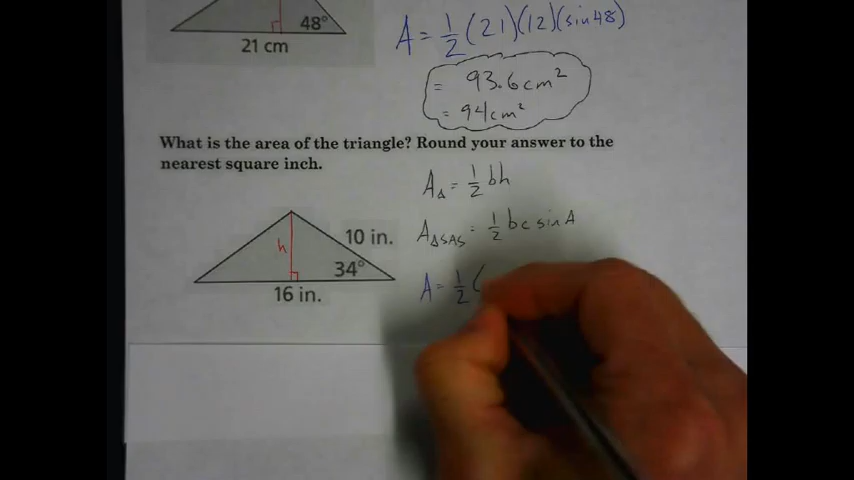 48°
21 cm
A = 1/2 (21)(12)(sin48)
= 93.6cm²
= 94cm²
What is the area of the triangle? Round your answer to the
nearest square inch.
A△ = 1/2 bh
A△SAS = 1/2 bc sin A
h
10 in.
34°
16 in.
A = 1/2 (